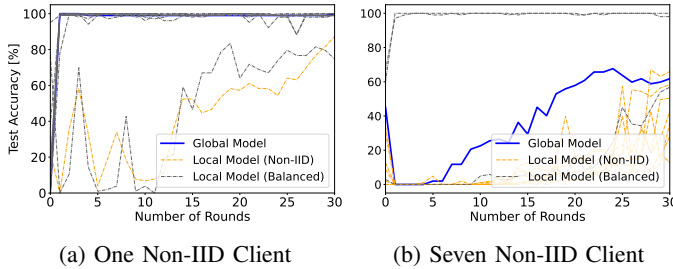 100
80
60
40
20
0
Test Accuracy [%]
Global Model
Local Model (Non-IID)
Local Model (Balanced)
0 5 10 15 20 25 30
Number of Rounds
(a) One Non-IID Client
100
80
60
40
20
0
Global Model
Local Model (Non-IID)
Local Model (Balanced)
0 5 10 15 20 25 30
Number of Rounds
(b) Seven Non-IID Client